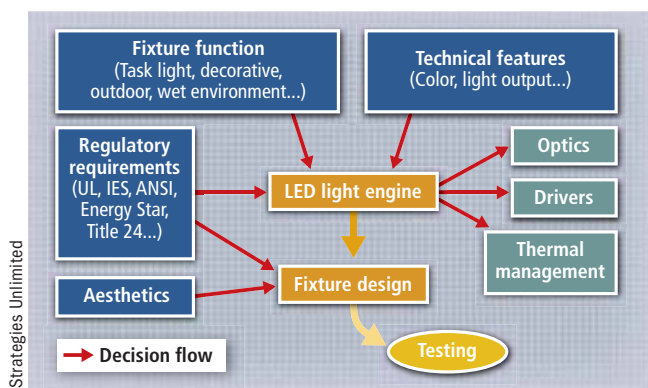 Fixture function
(Task light, decorative,
outdoor, wet environment...)
Technical features
(Color, light output...)
Regulatory
requirements
(UL, IES, ANSI,
Energy Star,
Title 24...)
LED light engine
Optics
Drivers
Thermal
management
Aesthetics
Fixture design
Decision flow
Testing
Strategies Unlimited